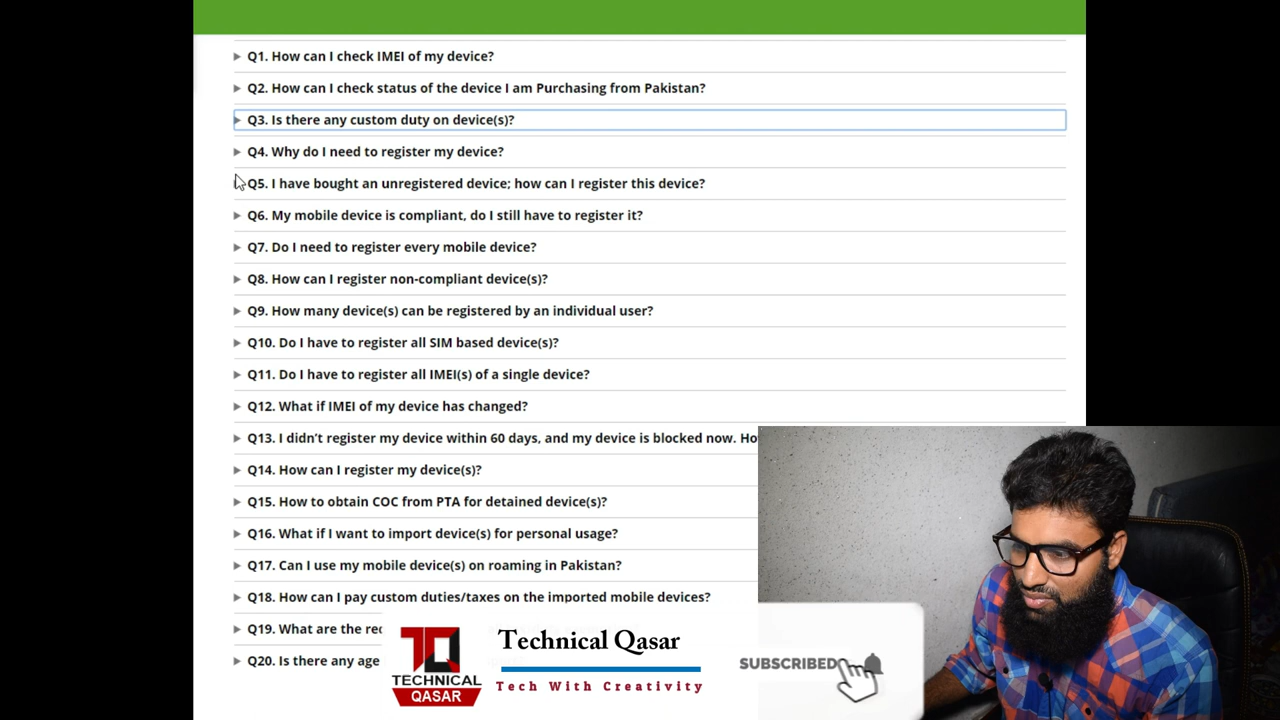 Q1. How can I check IMEI of my device?
Q2. How can I check status of the device I am Purchasing from Pakistan?
Q3. Is there any custom duty on device(s)?
Q4. Why do I need to register my device?
Q5. I have bought an unregistered device; how can I register this device?
Q6. My mobile device is compliant, do I still have to register it?
Q7. Do I need to register every mobile device?
Q8. How can I register non-compliant device(s)?
Q9. How many device(s) can be registered by an individual user?
Q10. Do I have to register all SIM based device(s)?
Q11. Do I have to register all IMEI(s) of a single device?
Q12. What if IMEI of my device has changed?
Q13. I didn't register my device within 60 days, and my device is blocked now.
Q14. How can I register my device(s)?
Q15. How to obtain COC from PTA for detained device(s)?
Q16. What if I want to import device(s) for personal usage?
Q17. Can I use my mobile device(s) on roaming in Pakistan?
Q18. How can I pay custom duties/taxes on the imported mobile devices?
Q19. What are the
Q20. Is there any age
TECHNICAL
QASAR
Technical Qasar
Tech With Creativity
SUBSCRIBED